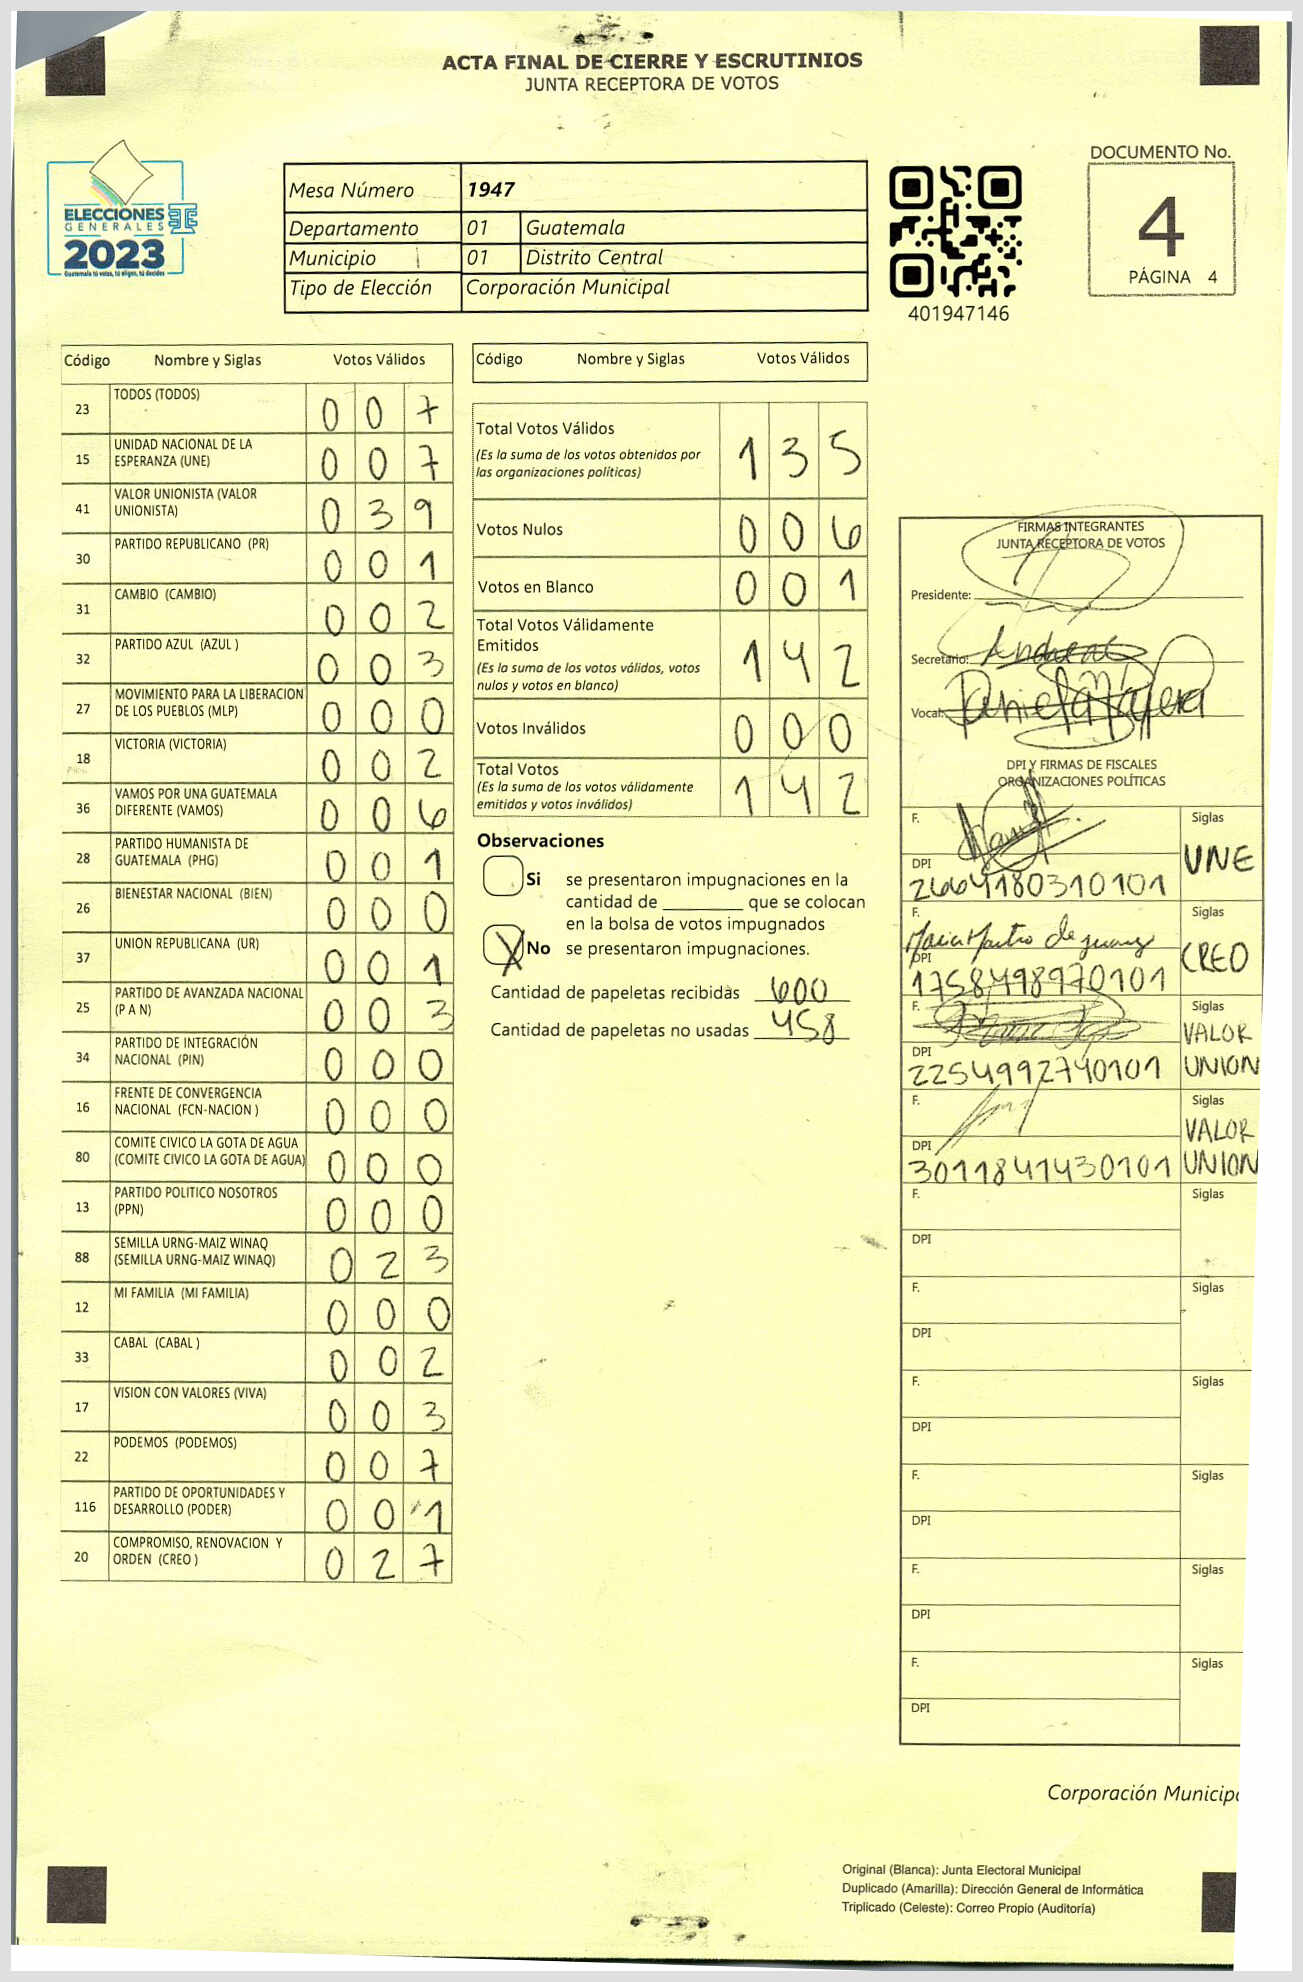 ACTA FINAL DE CIERRE Y ESCRUTINIOS
JUNTA RECEPTORA DE VOTOS
ELECCIONES
GENERALES
2023
Guatemala tú votas, tú eliges, tú decides
Mesa Número 1947
Departamento 01 Guatemala
Municipio 01 Distrito Central
Tipo de Elección Corporación Municipal
401947146
DOCUMENTO No.
4
PÁGINA 4
Código Nombre y Siglas Votos Válidos
23 TODOS (TODOS) 0 0 7
15 UNIDAD NACIONAL DE LA ESPERANZA (UNE) 0 0 7
41 VALOR UNIONISTA (VALOR UNIONISTA) 0 3 9
30 PARTIDO REPUBLICANO (PR) 0 0 1
31 CAMBIO (CAMBIO) 0 0 2
32 PARTIDO AZUL (AZUL ) 0 0 3
27 MOVIMIENTO PARA LA LIBERACION DE LOS PUEBLOS (MLP) 0 0 0
18 VICTORIA (VICTORIA) 0 0 2
36 VAMOS POR UNA GUATEMALA DIFERENTE (VAMOS) 0 0 6
28 PARTIDO HUMANISTA DE GUATEMALA (PHG) 0 0 1
26 BIENESTAR NACIONAL (BIEN) 0 0 0
37 UNION REPUBLICANA (UR) 0 0 1
25 PARTIDO DE AVANZADA NACIONAL (P A N) 0 0 3
34 PARTIDO DE INTEGRACIÓN NACIONAL (PIN) 0 0 0
16 FRENTE DE CONVERGENCIA NACIONAL (FCN-NACION ) 0 0 0
80 COMITE CIVICO LA GOTA DE AGUA (COMITE CIVICO LA GOTA DE AGUA) 0 0 0
13 PARTIDO POLITICO NOSOTROS (PPN) 0 0 0
88 SEMILLA URNG-MAIZ WINAQ (SEMILLA URNG-MAIZ WINAQ) 0 2 3
12 MI FAMILIA (MI FAMILIA) 0 0 0
33 CABAL (CABAL ) 0 0 2
17 VISION CON VALORES (VIVA) 0 0 3
22 PODEMOS (PODEMOS) 0 0 7
116 PARTIDO DE OPORTUNIDADES Y DESARROLLO (PODER) 0 0 1
20 COMPROMISO, RENOVACION Y ORDEN (CREO ) 0 2 7
Código Nombre y Siglas Votos Válidos
Total Votos Válidos 1 3 5
(Es la suma de los votos obtenidos por
las organizaciones políticas)
Votos Nulos 0 0 6
Votos en Blanco 0 0 1
Total Votos Válidamente
Emitidos 1 4 2
(Es la suma de los votos válidos, votos
nulos y votos en blanco)
Votos Inválidos 0 0 0
Total Votos 1 4 2
(Es la suma de los votos válidamente
emitidos y votos inválidos)
Observaciones
Si se presentaron impugnaciones en la
cantidad de ________ que se colocan
en la bolsa de votos impugnados
X No se presentaron impugnaciones.
Cantidad de papeletas recibidas 600
Cantidad de papeletas no usadas 458
FIRMAS INTEGRANTES
JUNTA RECEPTORA DE VOTOS
Presidente:
Secretario:
Vocal: Daniela
DPI Y FIRMAS DE FISCALES
ORGANIZACIONES POLÍTICAS
F. Siglas
UNE
DPI
2664180310101
F. Siglas
CREO
DPI
1758498970101
F. Siglas
VALOR
DPI
2254992740101 UNION
F. Siglas
VALOR
DPI
3011841430101 UNION
F. Siglas
DPI
F. Siglas
DPI
F. Siglas
DPI
F. Siglas
DPI
F. Siglas
DPI
F. Siglas
DPI
Corporación Municip
Original (Blanca): Junta Electoral Municipal
Duplicado (Amarilla): Dirección General de Informática
Triplicado (Celeste): Correo Propio (Auditoría)